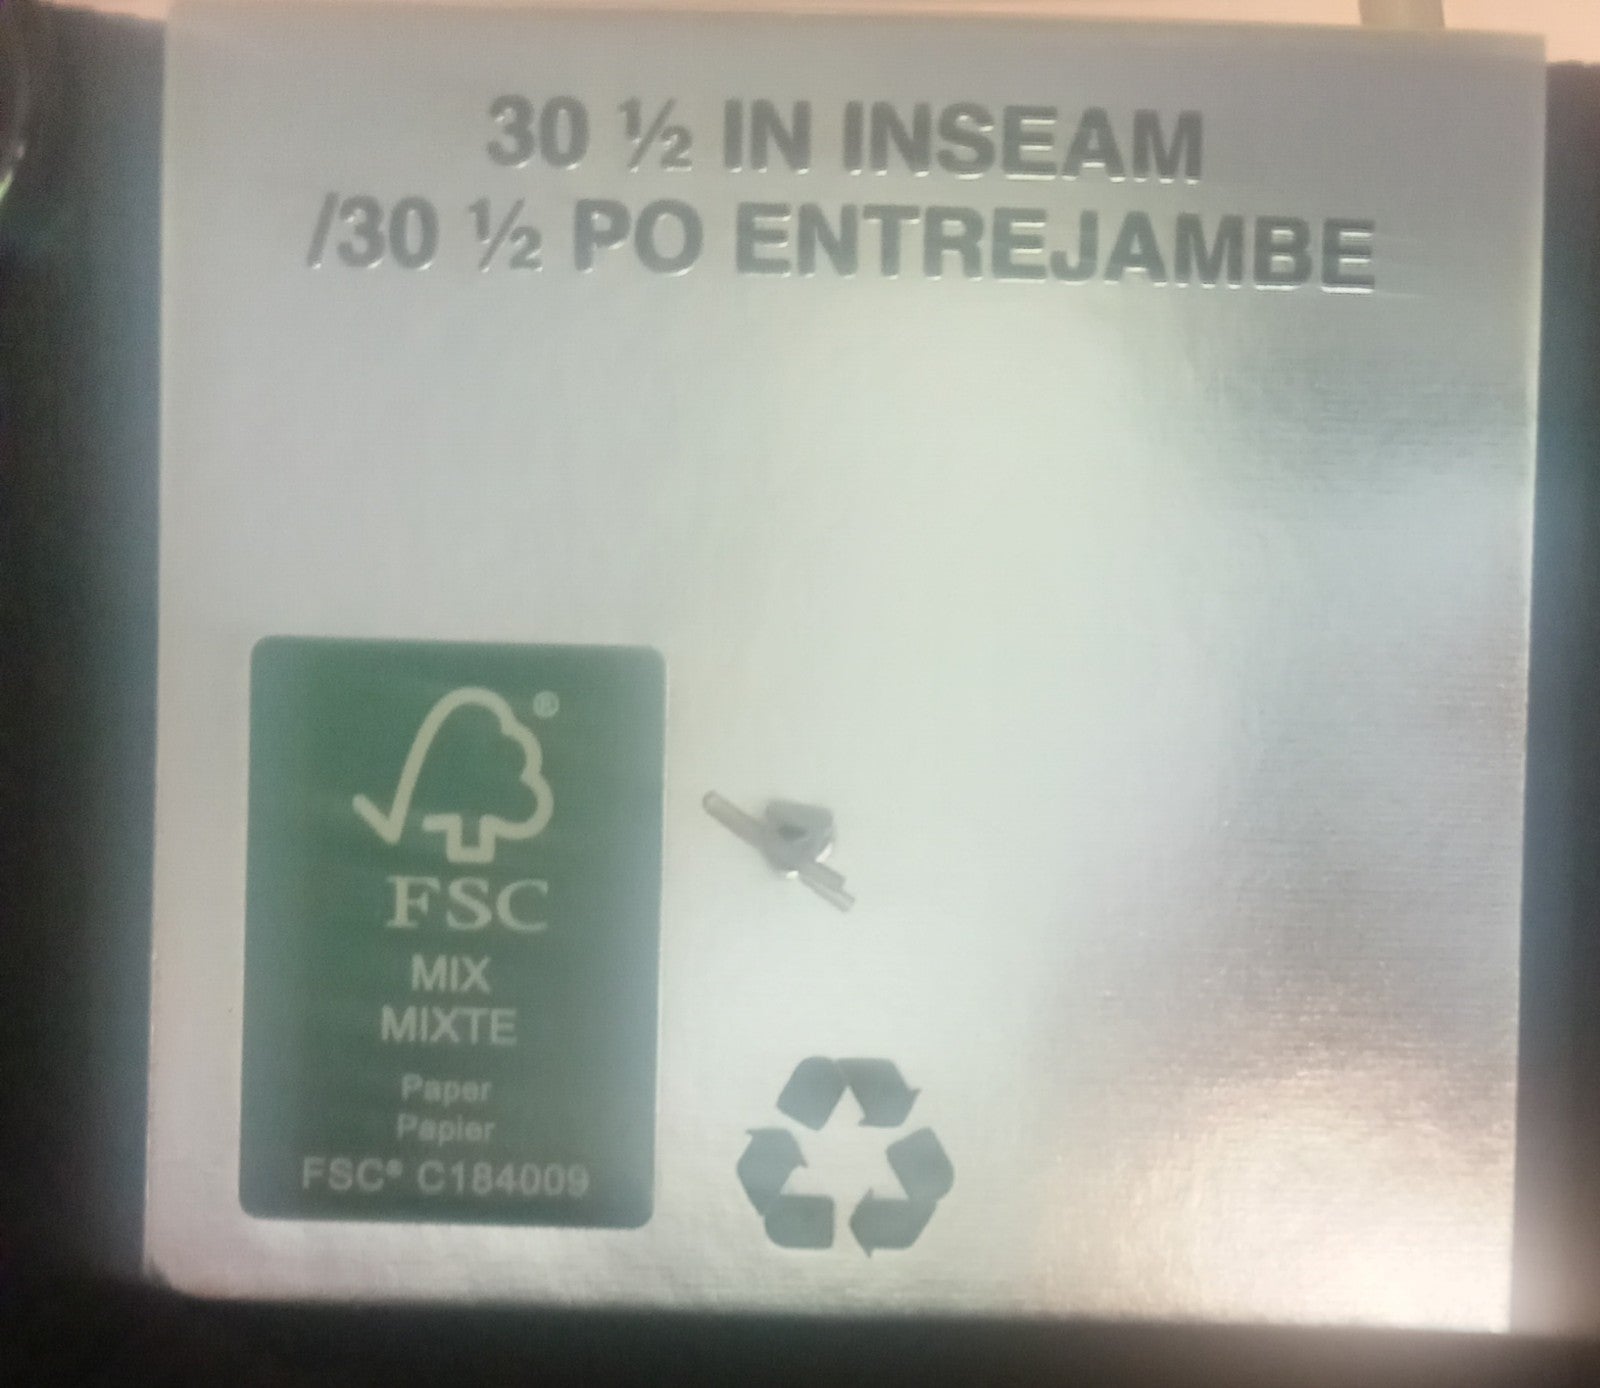 30 ½ IN INSEAM
/30 ½ PO ENTREJAMBE
®
FSC
MIX
MIXTE
Paper
Papier
FSC® C184009